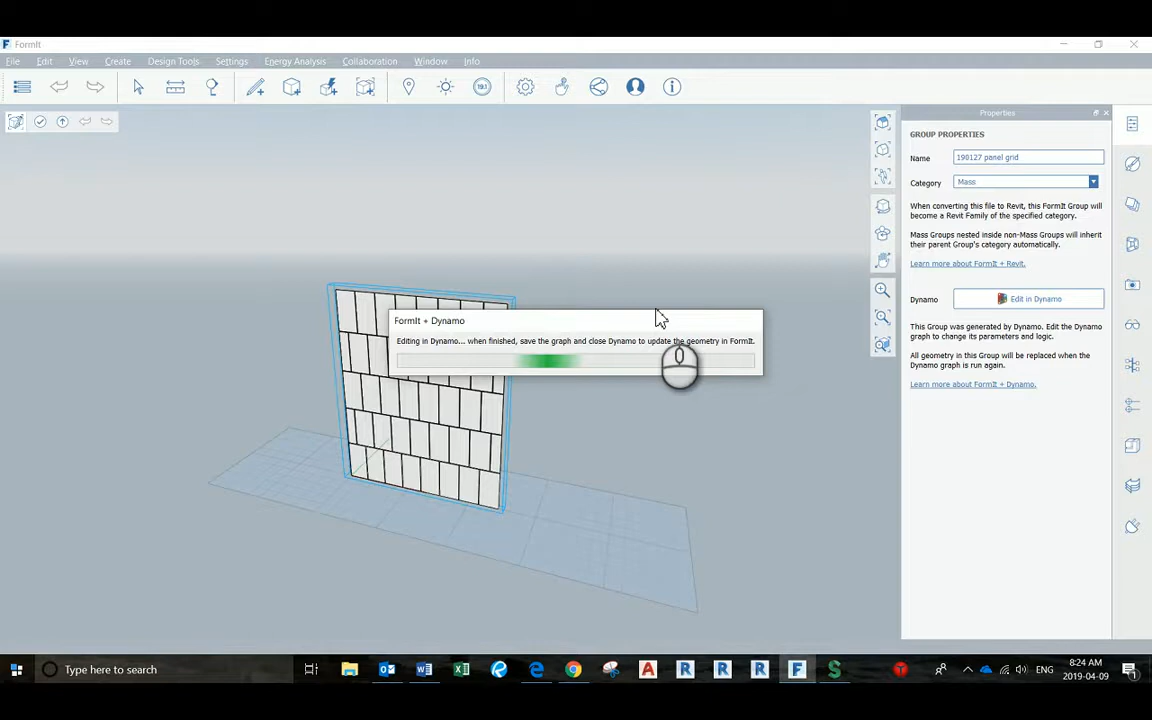 FormIt
File Edit View Create Design Tools Settings Energy Analysis Collaboration Window Info
19.1
Properties
GROUP PROPERTIES
Name 190127 panel grid
Category Mass
When converting this file to Revit, this FormIt Group will
become a Revit Family of the specified category.
Mass Groups nested inside non-Mass Groups will inherit
their parent Group's category automatically.
Learn more about FormIt + Revit.
Dynamo Edit in Dynamo
This Group was generated by Dynamo. Edit the Dynamo
graph to change its parameters and logic.
All geometry in this Group will be replaced when the
Dynamo graph is run again.
Learn more about FormIt + Dynamo.
FormIt + Dynamo
Editing in Dynamo... when finished, save the graph and close Dynamo to update the geometry in FormIt.
Type here to search
ENG
8:24 AM
2019-04-09